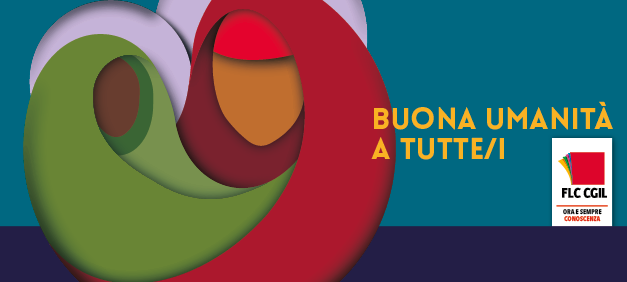 BUONA UMANITÀ
A TUTTE/I
FLC CGIL
ORA E SEMPRE
CONOSCENZA